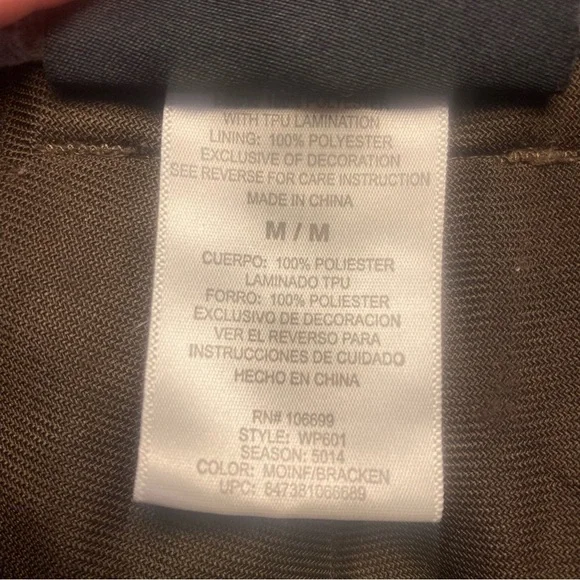 100% POLYESTER
WITH TPU LAMINATION
LINING: 100% POLYESTER
EXCLUSIVE OF DECORATION
SEE REVERSE FOR CARE INSTRUCTION
MADE IN CHINA
M / M
CUERPO: 100% POLIESTER
LAMINADO TPU
FORRO: 100% POLIESTER
EXCLUSIVO DE DECORACION
VER EL REVERSO PARA
INSTRUCCIONES DE CUIDADO
HECHO EN CHINA
RN# 106699
STYLE: WP601
SEASON: 5014
COLOR: MOINF/BRACKEN
UPC: 847381066689